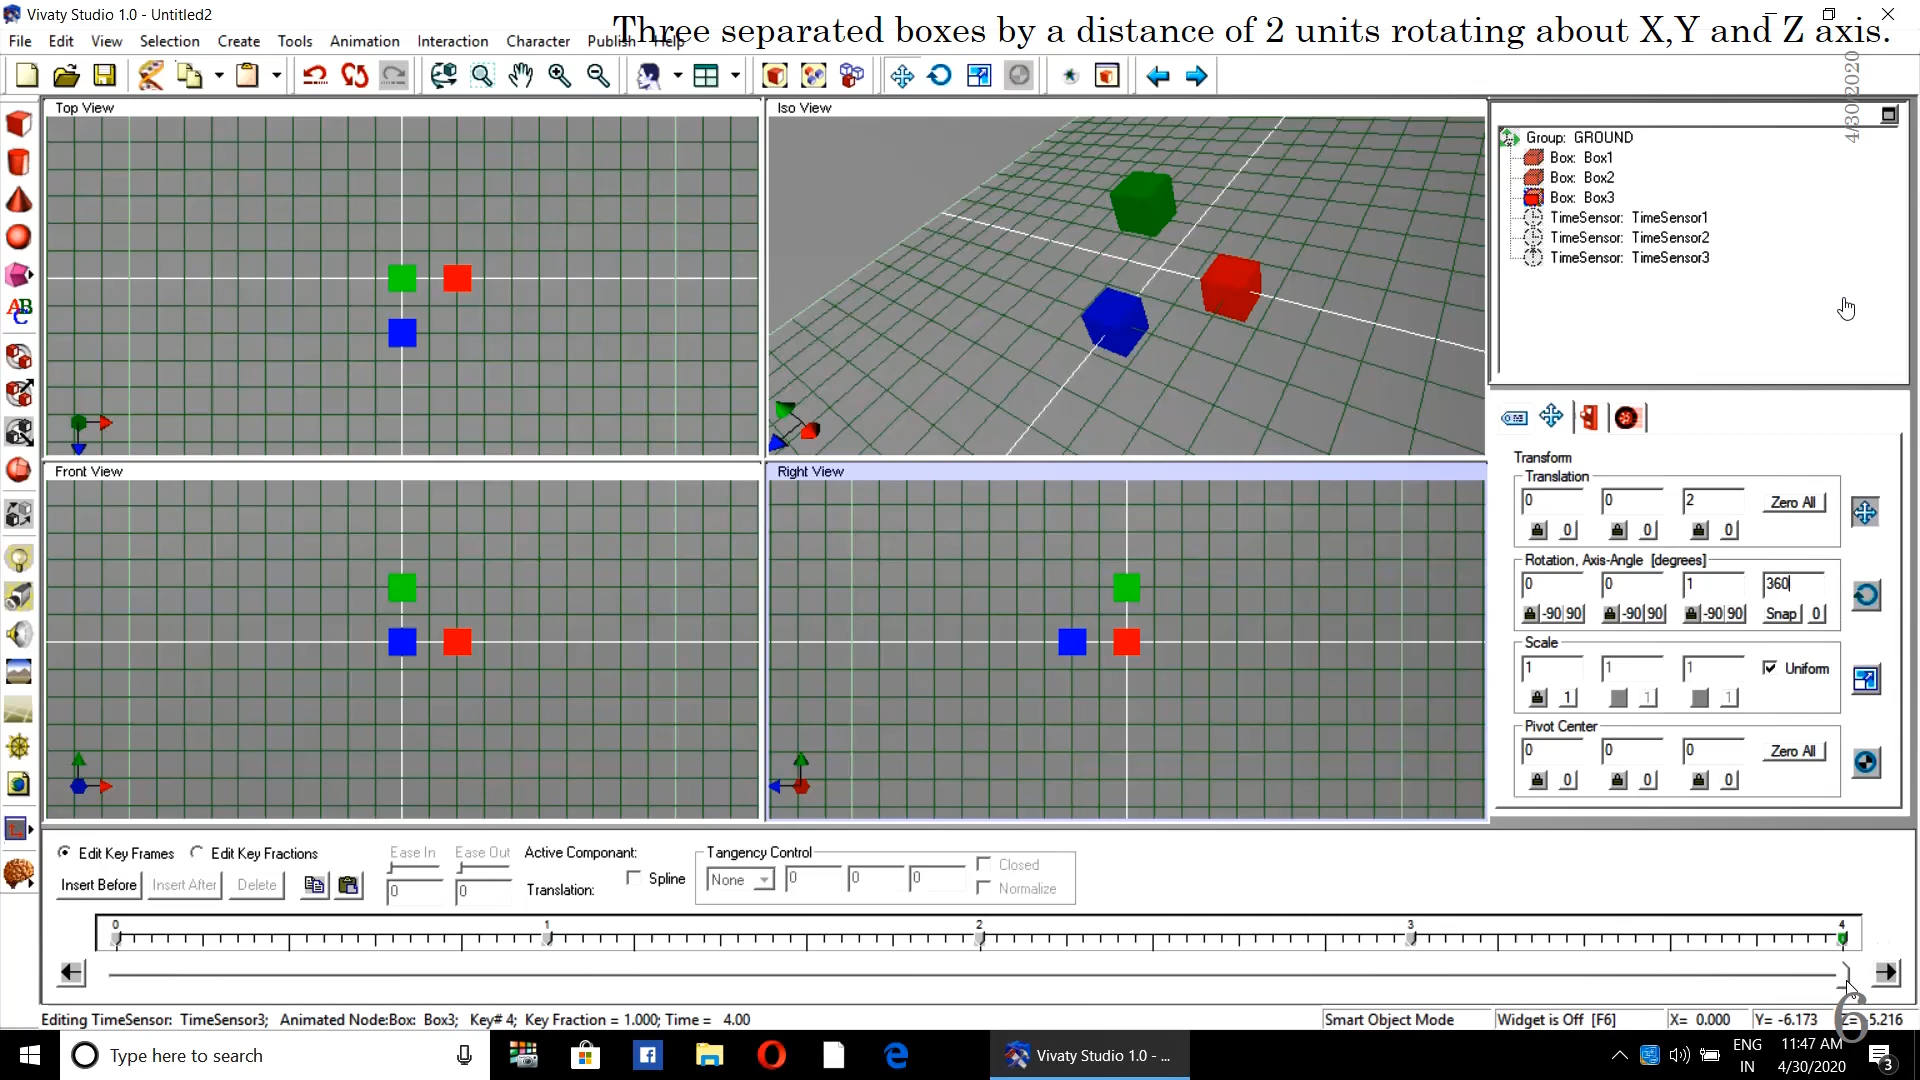 Vivaty Studio 1.0 - Untitled2
Three separated boxes by a distance of 2 units rotating about X,Y and Z axis.
File Edit View Selection Create Tools Animation Interaction Character Publish Help
4/30/2020
Top View
Iso View
Group: GROUND
Box: Box1
Box: Box2
Box: Box3
TimeSensor: TimeSensor1
TimeSensor: TimeSensor2
TimeSensor: TimeSensor3
ABC
Front View
Right View
Transform
Translation
0 0 2 Zero All
0 0 0
Rotation, Axis-Angle [degrees]
0 0 1 360
-90 90 -90 90 -90 90 Snap 0
Scale
1 1 1 Uniform
1 1 1
Pivot Center
0 0 0 Zero All
0 0 0
Edit Key Frames Edit Key Fractions Ease In Ease Out Active Component: Tangency Control
Insert Before Insert After Delete 0 0 Translation: Spline None 0 0 0 Closed
Normalize
0 1 2 3 4
Editing TimeSensor: TimeSensor3; Animated Node:Box: Box3; Key# 4; Key Fraction = 1.000; Time = 4.00
Smart Object Mode Widget is Off [F6] X= 0.000 Y= -6.173 Z= 5.216
6
Type here to search
Vivaty Studio 1.0 - ...
ENG
IN
11:47 AM
4/30/2020
3